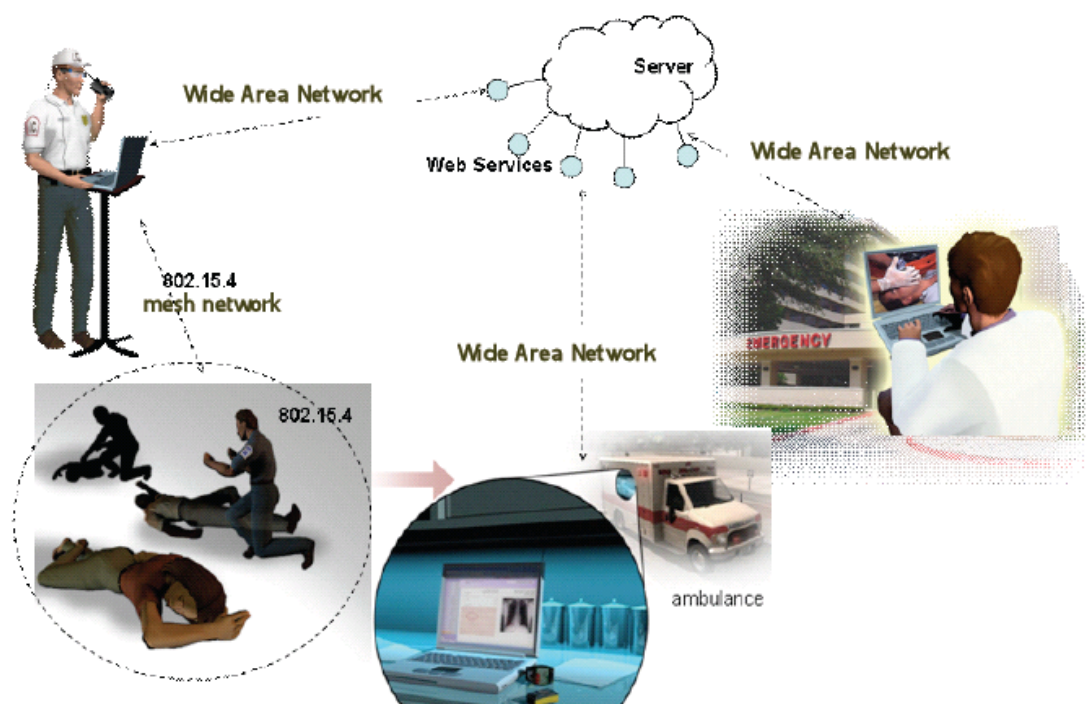 Server
Wide Area Network
Web Services
Wide Area Network
802.15.4
mesh network
Wide Area Network
EMERGENCY
802.15.4
ambulance